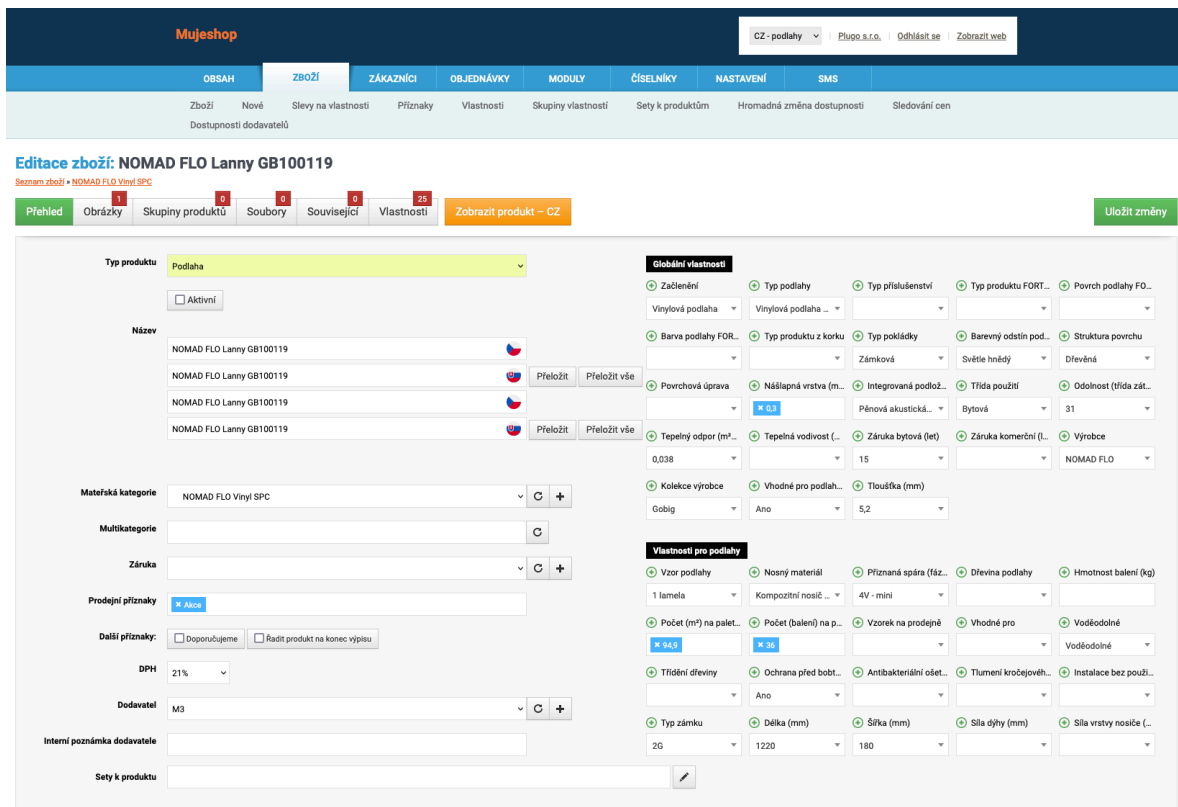 Mujeshop
CZ - podlahy Plugo s.r.o. Odhlásit se Zobrazit web
OBSAH ZBOŽÍ ZÁKAZNÍCI OBJEDNÁVKY MODULY ČÍSELNÍKY NASTAVENÍ SMS
Zboží Nové Slevy na vlastnosti Příznaky Vlastnosti Skupiny vlastností Sety k produktům Hromadná změna dostupnosti Sledování cen
Dostupnosti dodavatelů
Editace zboží: NOMAD FLO Lanny GB100119
Seznam zboží » NOMAD FLO Vinyl SPC
Přehled Obrázky 1 Skupiny produktů 0 Soubory 0 Související 0 Vlastnosti 25 Zobrazit produkt – CZ Uložit změny
Typ produktu Podlaha
Aktivní
Název
NOMAD FLO Lanny GB100119
NOMAD FLO Lanny GB100119 Přeložit Přeložit vše
NOMAD FLO Lanny GB100119
NOMAD FLO Lanny GB100119 Přeložit Přeložit vše
Mateřská kategorie NOMAD FLO Vinyl SPC
Multikategorie
Záruka
Prodejní příznaky × Akce
Další příznaky: Doporučujeme Řadit produkt na konec výpisu
DPH 21%
Dodavatel M3
Interní poznámka dodavatele
Sety k produktu
Globální vlastnosti
Začlenění Typ podlahy Typ příslušenství Typ produktu FORT... Povrch podlahy FO...
Vinylová podlaha Vinylová podlaha ...
Barva podlahy FOR... Typ produktu z korku Typ pokládky Barevný odstín pod... Struktura povrchu
Zámková Světle hnědý Dřevěná
Povrchová úprava Nášlapná vrstva (m... Integrovaná podlož... Třída použití Odolnost (třída zát...
× 0,3 Pěnová akustická... Bytová 31
Tepelný odpor (m²... Tepelná vodivost (... Záruka bytová (let) Záruka komerční (l... Výrobce
0,038 15 NOMAD FLO
Kolekce výrobce Vhodné pro podlah... Tloušťka (mm)
Gobig Ano 5,2
Vlastnosti pro podlahy
Vzor podlahy Nosný materiál Přiznaná spára (fáz... Dřevina podlahy Hmotnost balení (kg)
1 lamela Kompozitní nosič ... 4V - mini
Počet (m²) na palet... Počet (balení) na p... Vzorek na prodejně Vhodné pro Voděodolné
× 94,9 × 36 Voděodolné
Třídění dřeviny Ochrana před bobt... Antibakteriální ošet... Tlumení kročejovéh... Instalace bez použi...
Ano
Typ zámku Délka (mm) Šířka (mm) Síla dýhy (mm) Síla vrstvy nosiče (...
2G 1220 180